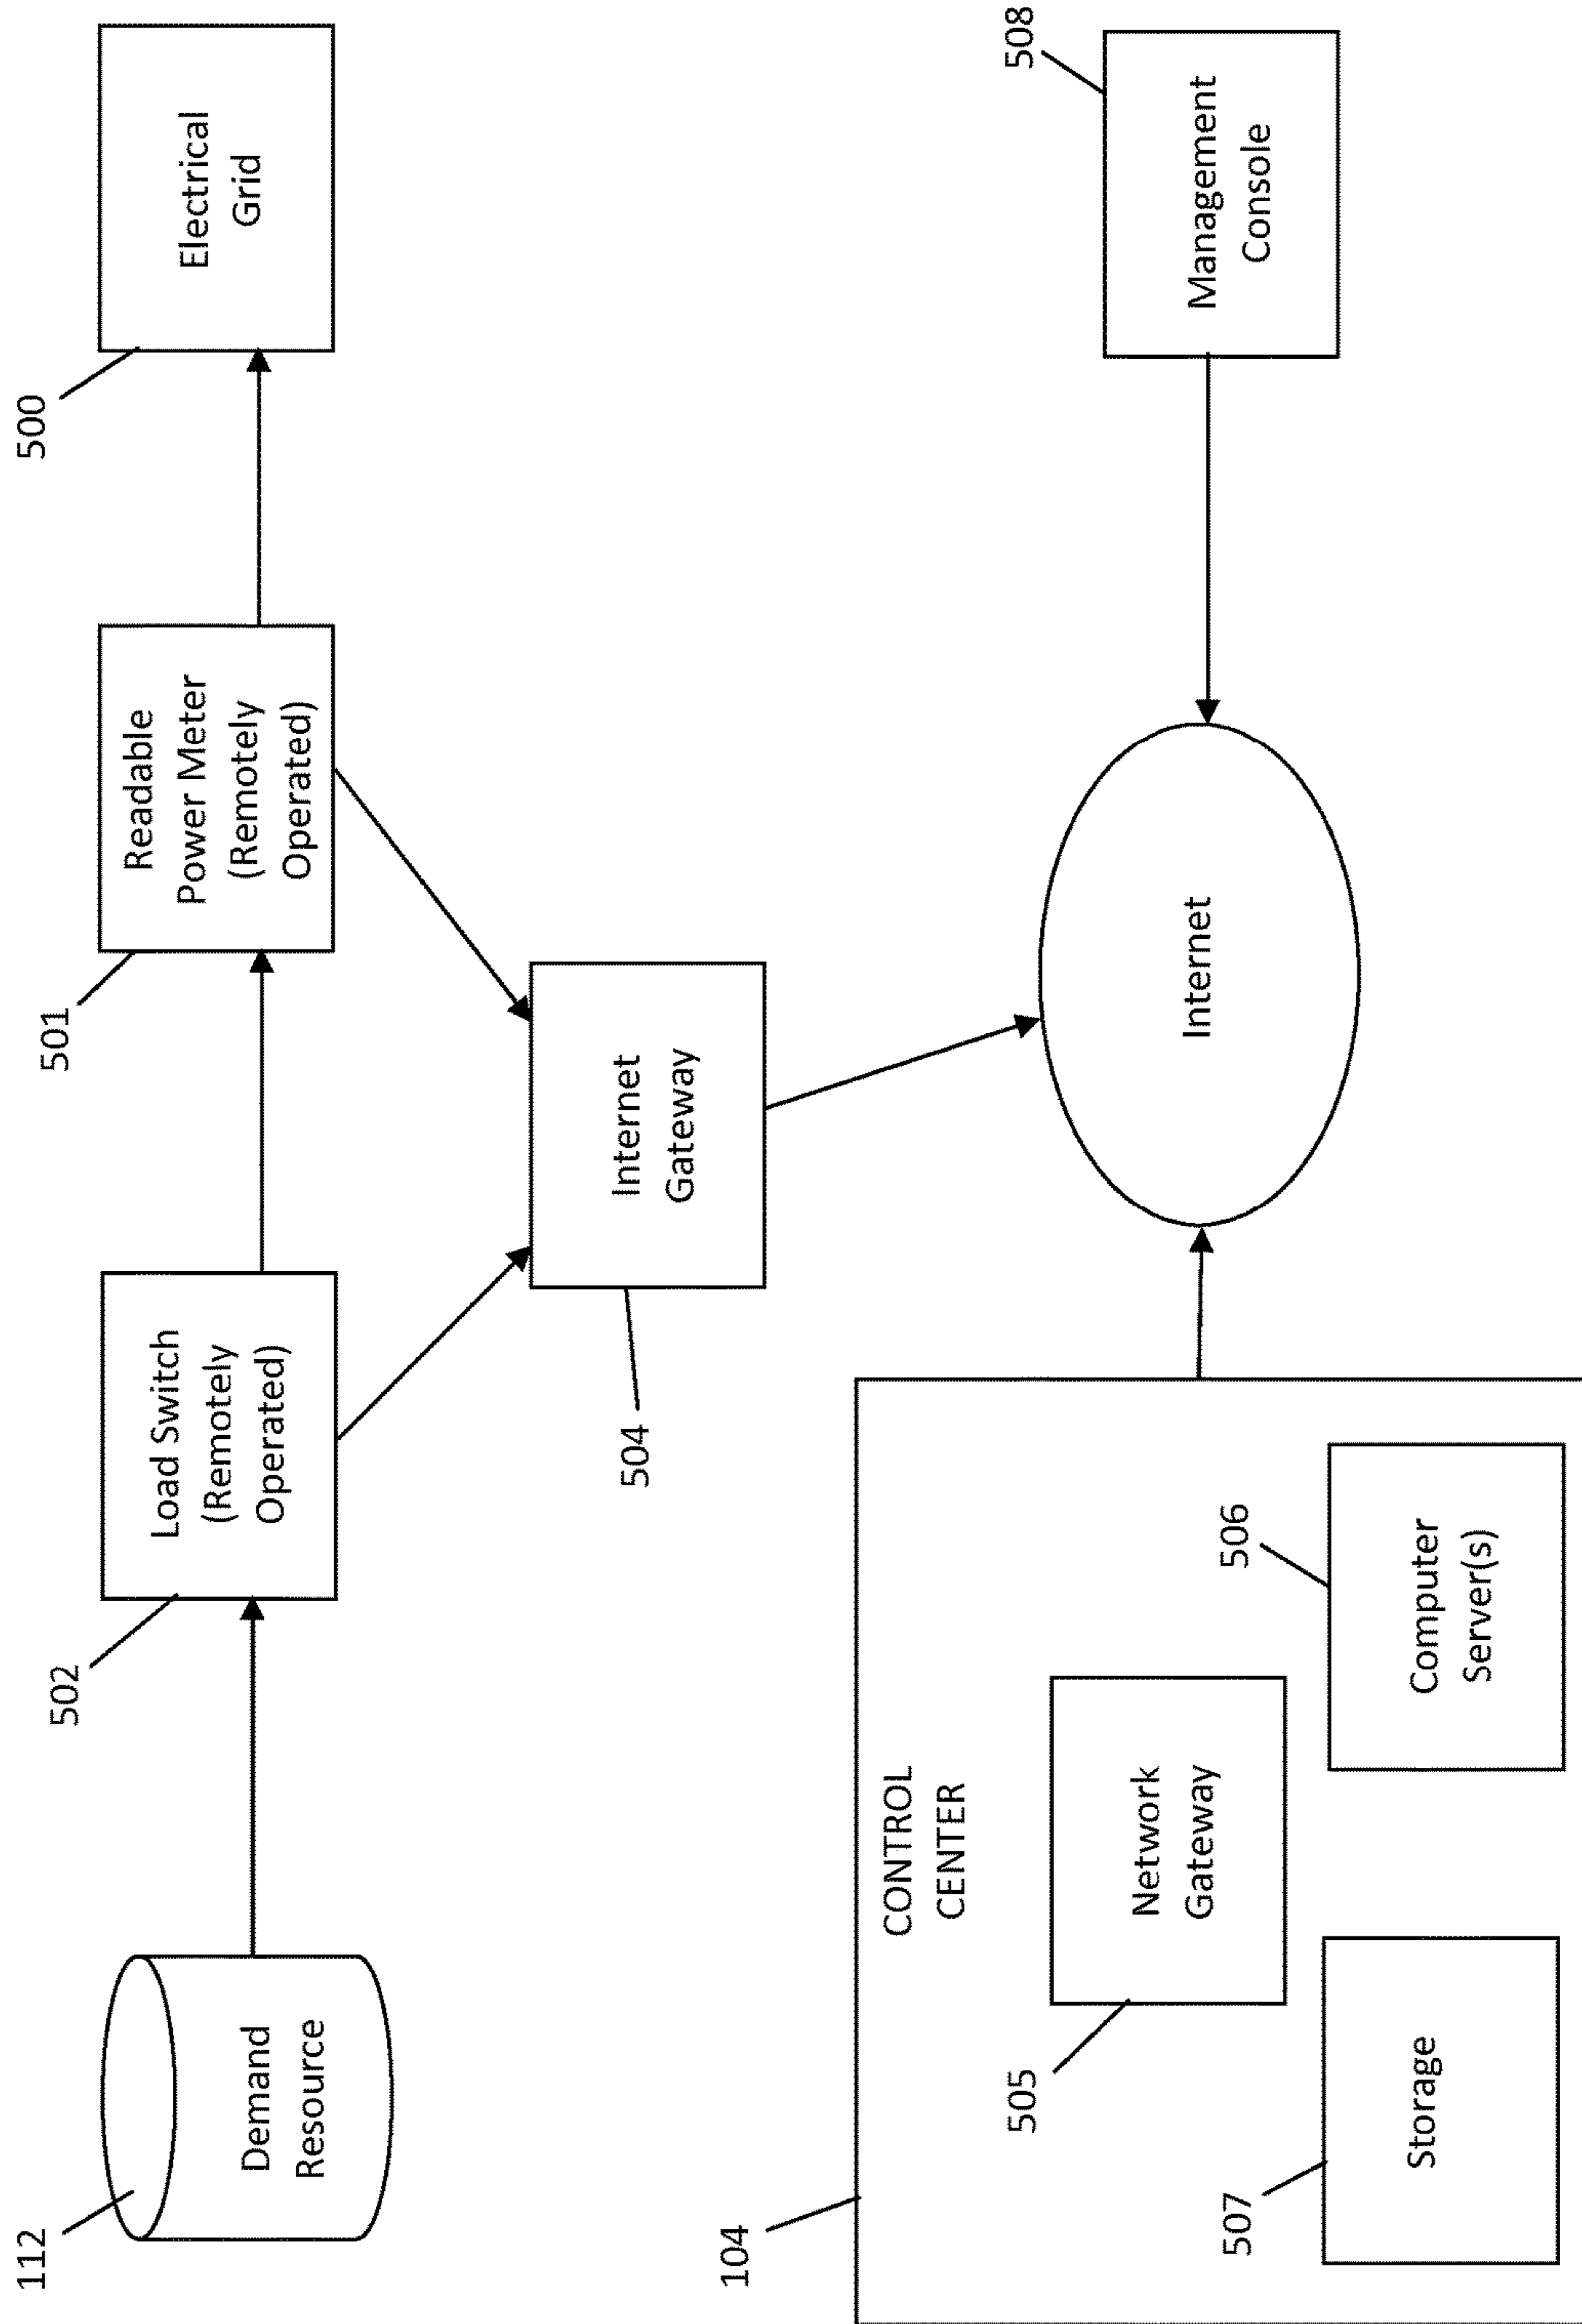 112
Demand
Resource
502
Load Switch
(Remotely
Operated)
501
Readable
Power Meter
(Remotely
Operated)
500
Electrical
Grid
504
Internet
Gateway
104
CONTROL
CENTER
505
Network
Gateway
507
Storage
506
Computer
Server(s)
Internet
508
Management
Console